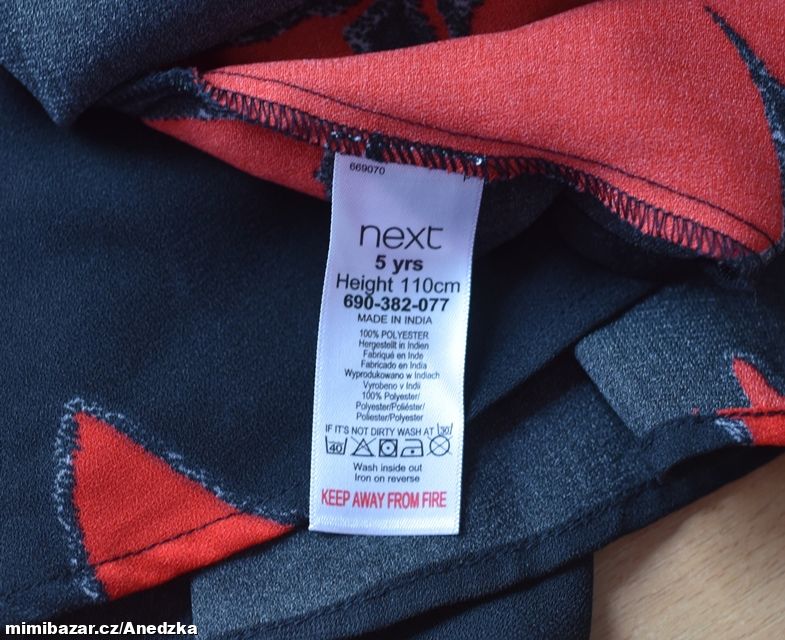 669070
next
5 yrs
Height 110cm
690-382-077
MADE IN INDIA
100% POLYESTER
Hergestellt in Indien
Fabriqué en Inde
Fabricado en India
Wyprodukowano w Indiach
Vyrobeno v Indii
100% Polyester/
Polyester/Poliéster/
Poliester/Polyester
IF IT'S NOT DIRTY WASH AT 30
40
Wash inside out
Iron on reverse
KEEP AWAY FROM FIRE
mimibazar.cz/Anedzka